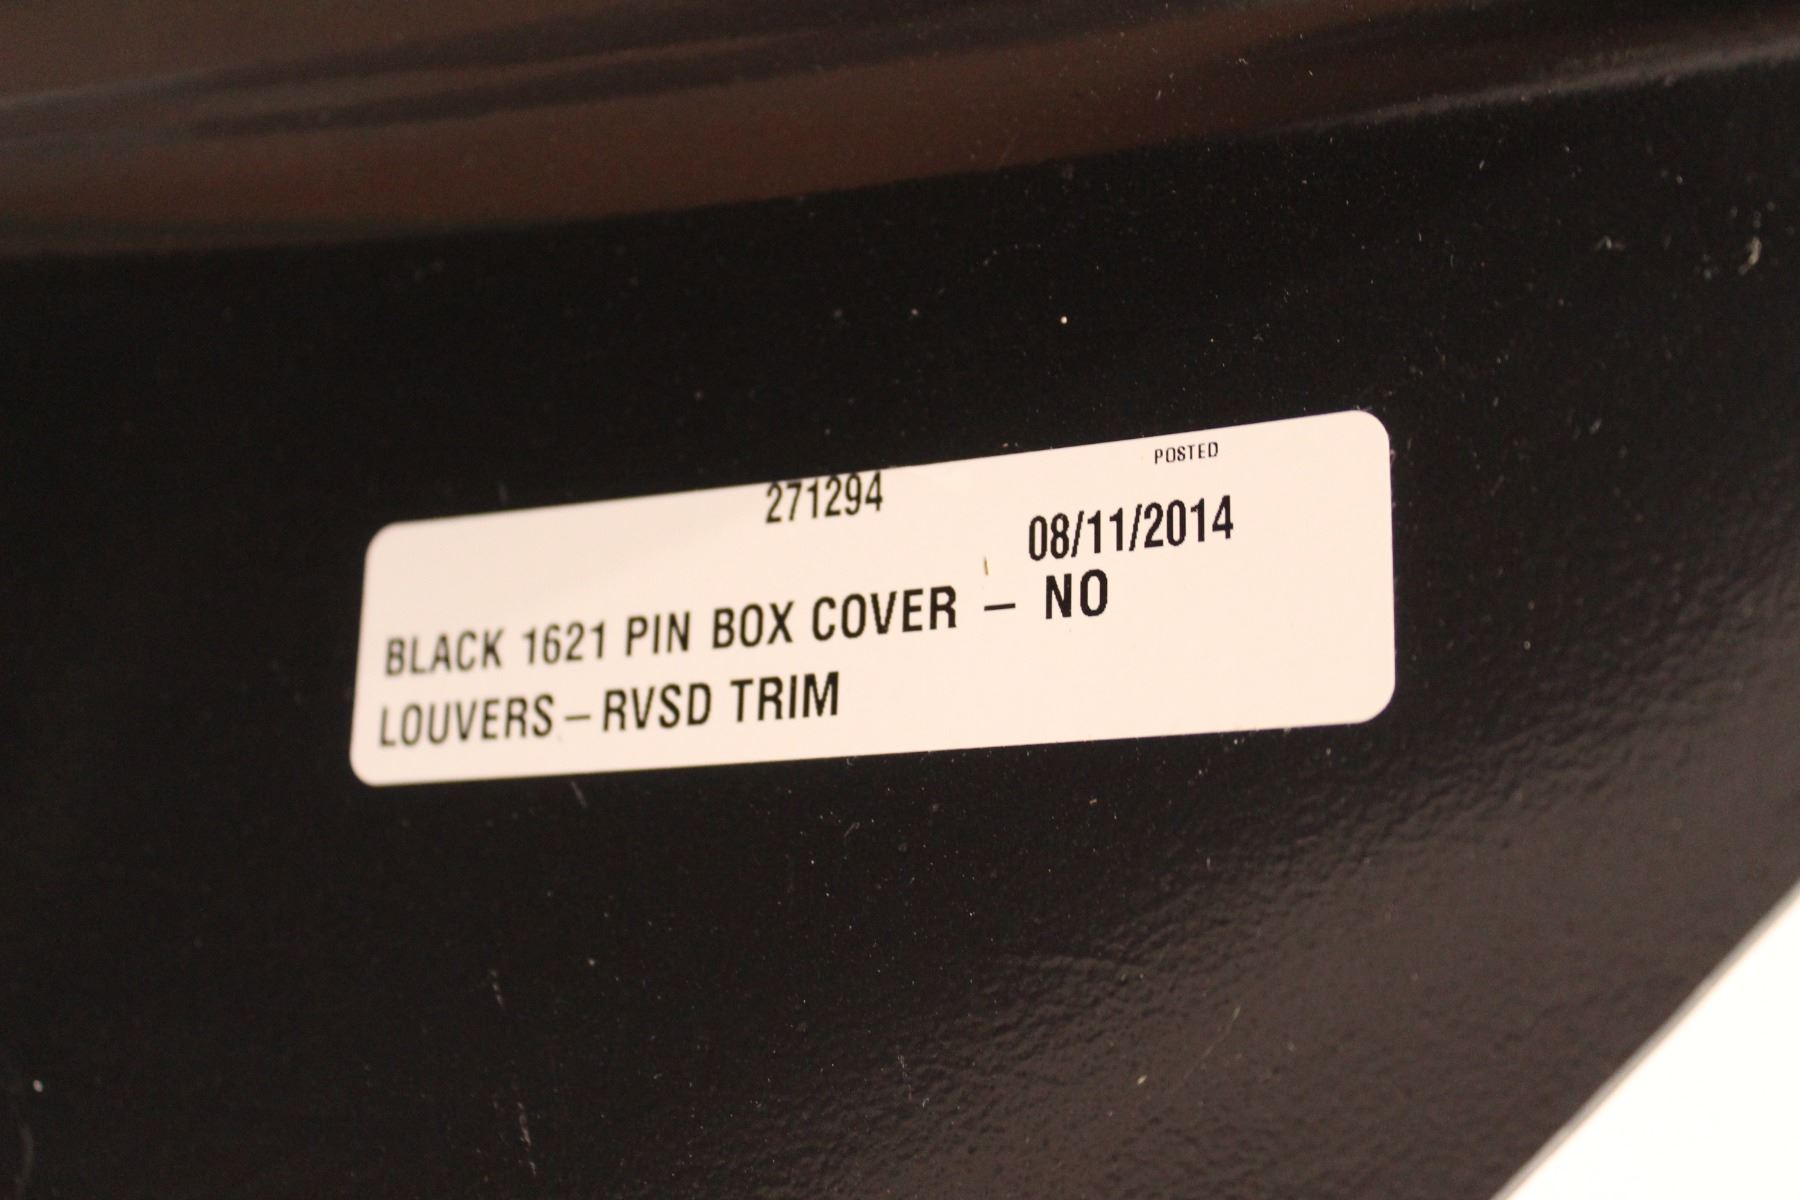 POSTED
271294
08/11/2014
BLACK 1621 PIN BOX COVER – NO
LOUVERS – RVSD TRIM